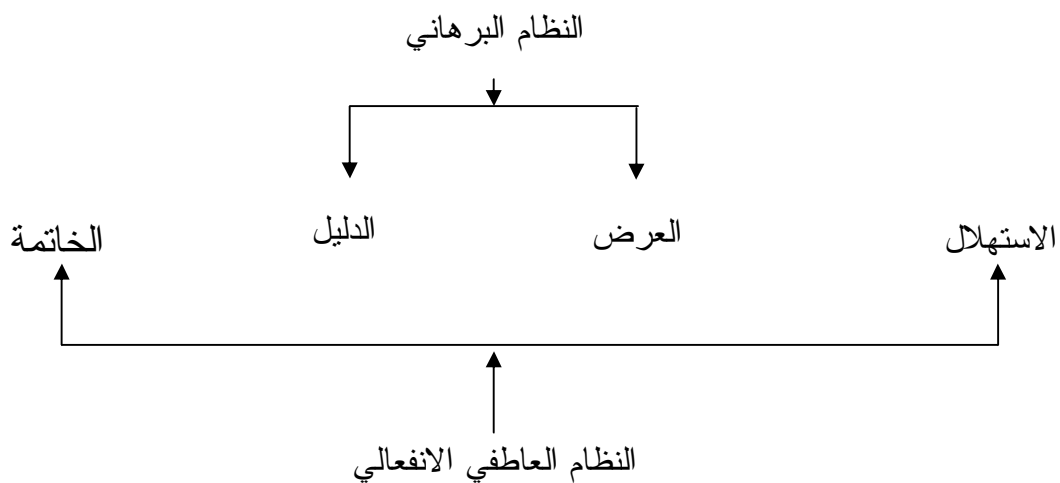 النظام البرهاني
الاستهلال العرض الدليل الخاتمة
النظام العاطفي الانفعالي